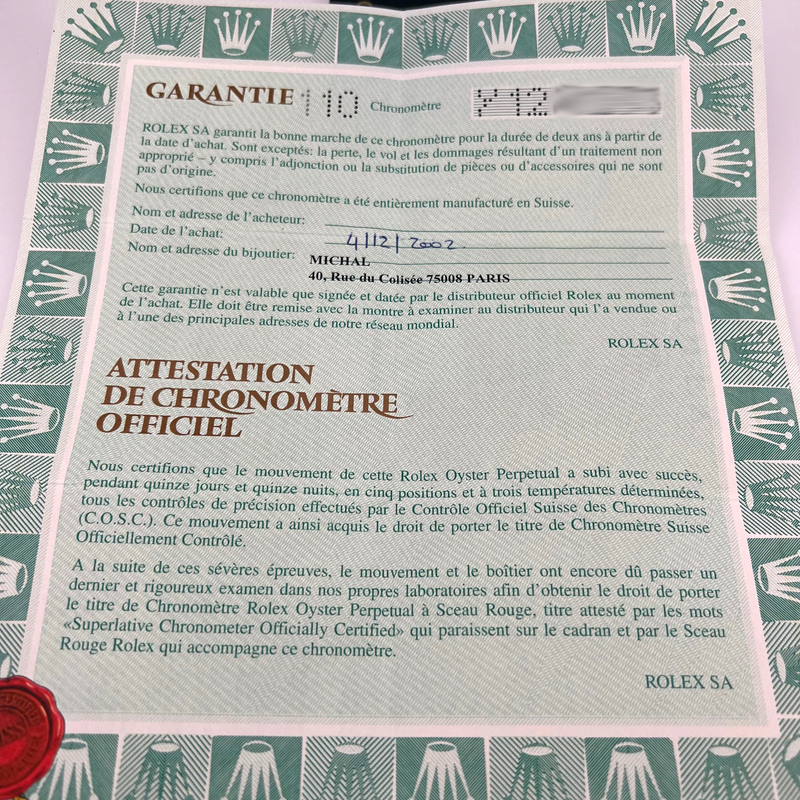 GARANTIE 110 Chronomètre Y12
ROLEX SA garantit la bonne marche de ce chronomètre pour la durée de deux ans à partir de
la date d'achat. Sont exceptés: la perte, le vol et les dommages résultant d'un traitement non
approprié – y compris l'adjonction ou la substitution de pièces ou d'accessoires qui ne sont
pas d'origine.
Nous certifions que ce chronomètre a été entièrement manufacturé en Suisse.
Nom et adresse de l'acheteur:
Date de l'achat: 4/12/2002
Nom et adresse du bijoutier: MICHAL
40, Rue du Colisée 75008 PARIS
Cette garantie n'est valable que signée et datée par le distributeur officiel Rolex au moment
de l'achat. Elle doit être remise avec la montre à examiner au distributeur qui l'a vendue ou
à l'une des principales adresses de notre réseau mondial.
ROLEX SA
ATTESTATION
DE CHRONOMÈTRE
OFFICIEL
Nous certifions que le mouvement de cette Rolex Oyster Perpetual a subi avec succès,
pendant quinze jours et quinze nuits, en cinq positions et à trois températures déterminées,
tous les contrôles de précision effectués par le Contrôle Officiel Suisse des Chronomètres
(C.O.S.C.). Ce mouvement a ainsi acquis le droit de porter le titre de Chronomètre Suisse
Officiellement Contrôlé.
A la suite de ces sévères épreuves, le mouvement et le boîtier ont encore dû passer un
dernier et rigoureux examen dans nos propres laboratoires afin d'obtenir le droit de porter
le titre de Chronomètre Rolex Oyster Perpetual à Sceau Rouge, titre attesté par les mots
«Superlative Chronometer Officially Certified» qui paraissent sur le cadran et par le Sceau
Rouge Rolex qui accompagne ce chronomètre.
ROLEX SA